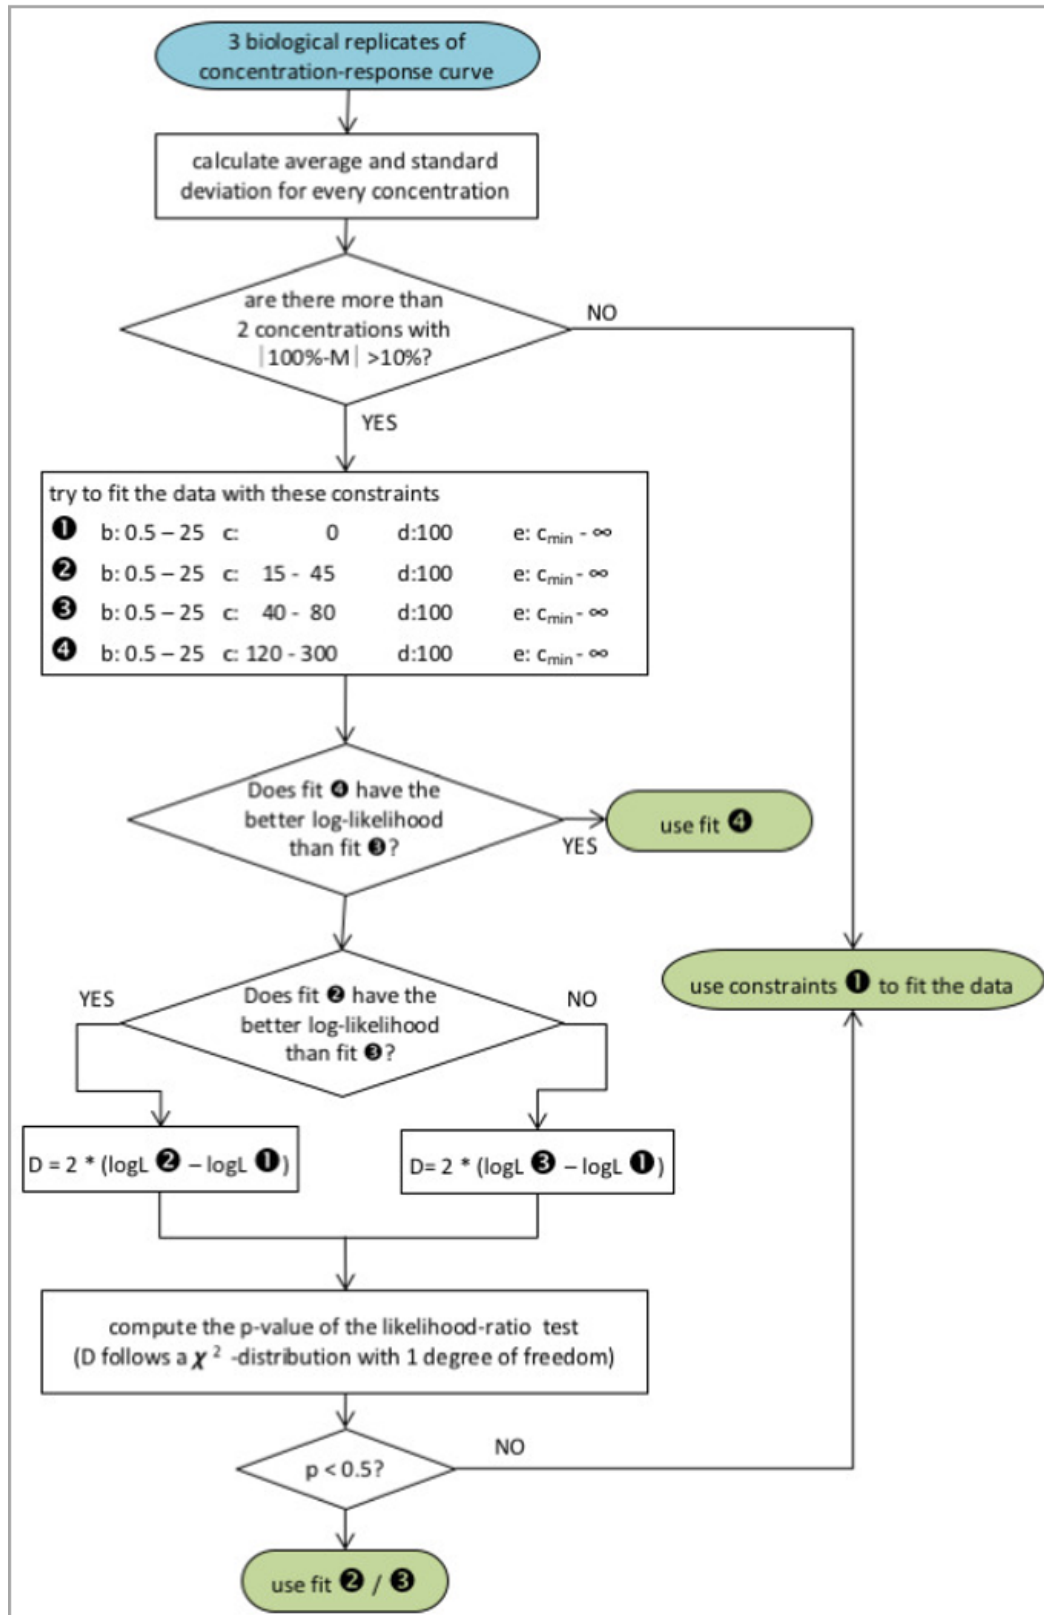 3 biological replicates of
concentration-response curve
calculate average and standard
deviation for every concentration
are there more than
2 concentrations with
|100%-M| >10%?
NO
YES
try to fit the data with these constraints
❶ b: 0.5 – 25 c: 0 d:100 e: cmin - ∞
❷ b: 0.5 – 25 c: 15 - 45 d:100 e: cmin - ∞
❸ b: 0.5 – 25 c: 40 - 80 d:100 e: cmin - ∞
❹ b: 0.5 – 25 c: 120 - 300 d:100 e: cmin - ∞
Does fit ❹ have the
better log-likelihood
than fit ❸?
YES
use fit ❹
use constraints ❶ to fit the data
YES
Does fit ❷ have the
better log-likelihood
than fit ❸?
NO
D = 2 * (logL ❷ – logL ❶)
D= 2 * (logL ❸ – logL ❶)
compute the p-value of the likelihood-ratio test
(D follows a χ² -distribution with 1 degree of freedom)
p < 0.5?
NO
use fit ❷ / ❸